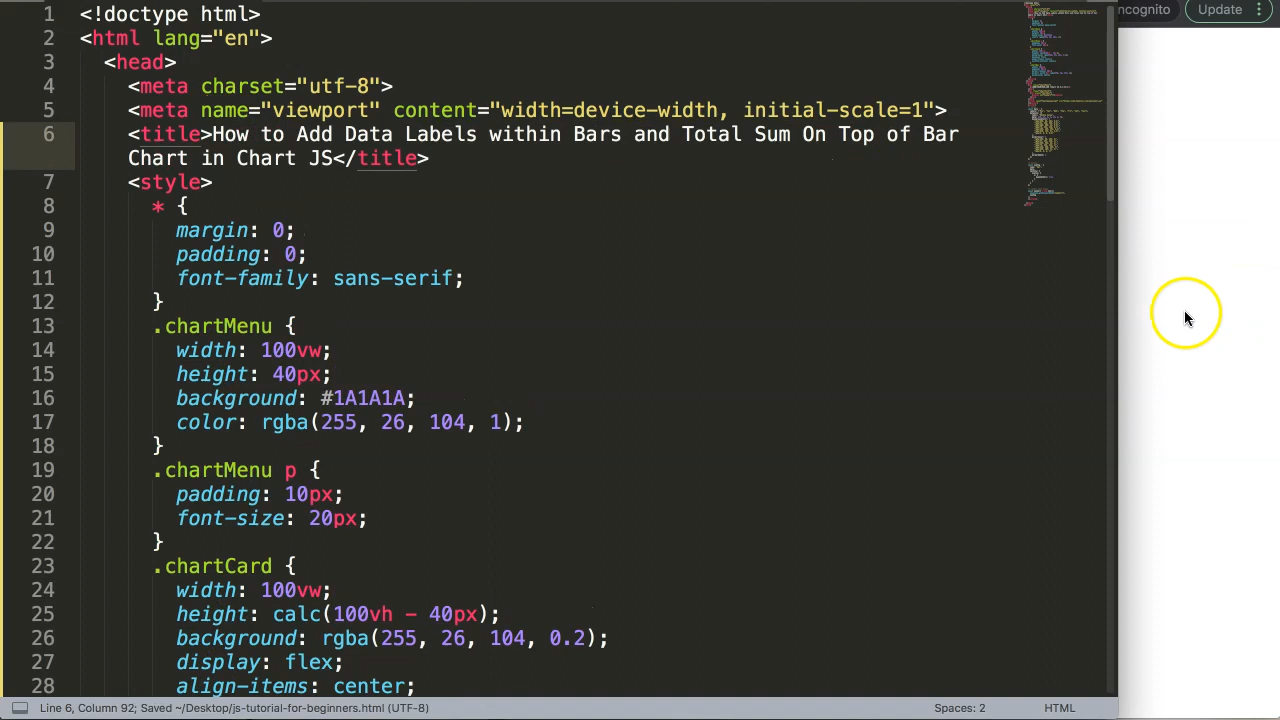 1 <!doctype html>
2 <html lang="en">
3 <head>
4 <meta charset="utf-8">
5 <meta name="viewport" content="width=device-width, initial-scale=1">
6 <title>How to Add Data Labels within Bars and Total Sum On Top of Bar
Chart in Chart JS</title>
7 <style>
8 * {
9 margin: 0;
10 padding: 0;
11 font-family: sans-serif;
12 }
13 .chartMenu {
14 width: 100vw;
15 height: 40px;
16 background: #1A1A1A;
17 color: rgba(255, 26, 104, 1);
18 }
19 .chartMenu p {
20 padding: 10px;
21 font-size: 20px;
22 }
23 .chartCard {
24 width: 100vw;
25 height: calc(100vh - 40px);
26 background: rgba(255, 26, 104, 0.2);
27 display: flex;
28 align-items: center;
Line 6, Column 92; Saved ~/Desktop/js-tutorial-for-beginners.html (UTF-8) Spaces: 2 HTML
cognito Update